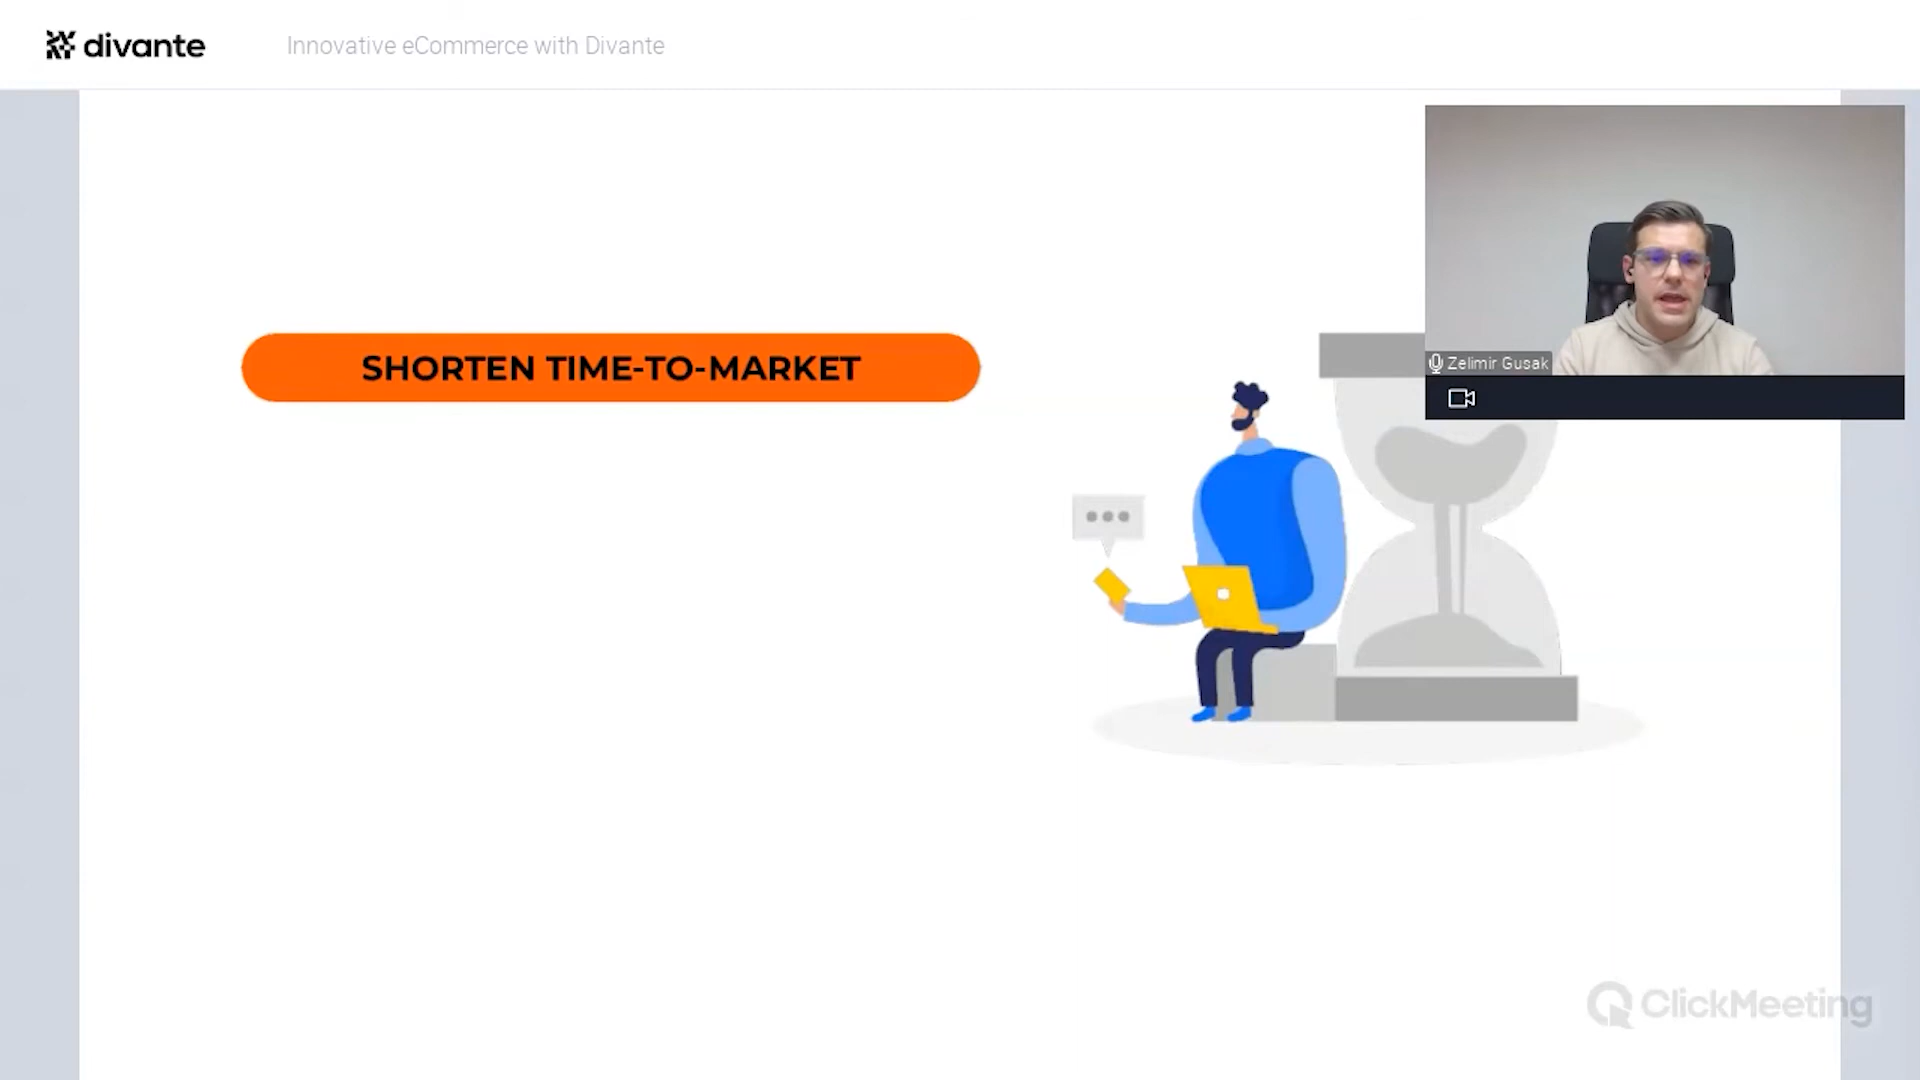 divante
Innovative eCommerce with Divante
SHORTEN TIME-TO-MARKET
Zelimir Gusak
ClickMeeting